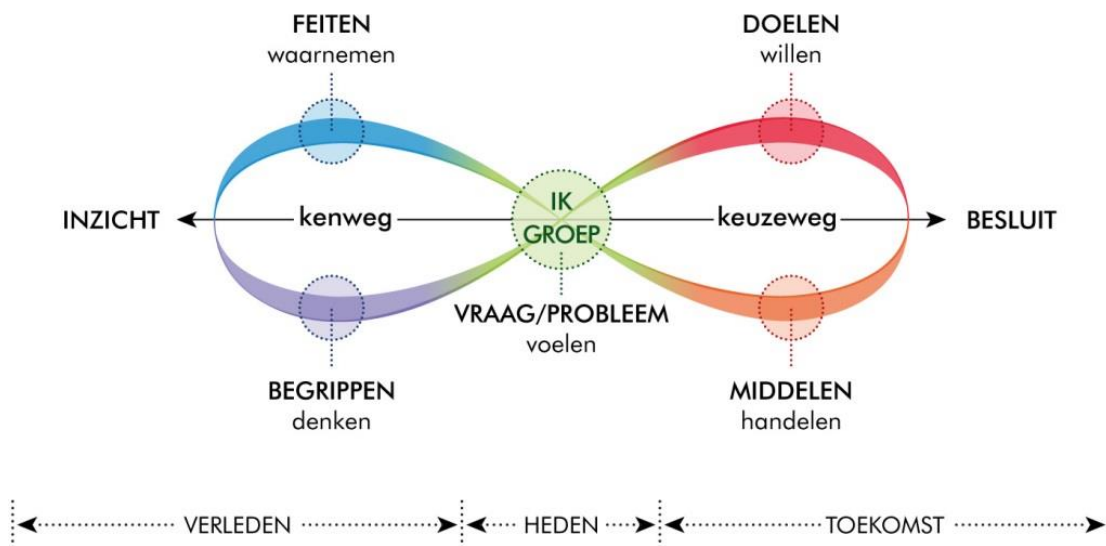 FEITEN
waarnemen
DOELEN
willen
INZICHT
kenweg
IK
GROEP
keuzeweg
BESLUIT
VRAAG/PROBLEEM
voelen
BEGRIPPEN
denken
MIDDELEN
handelen
VERLEDEN
HEDEN
TOEKOMST